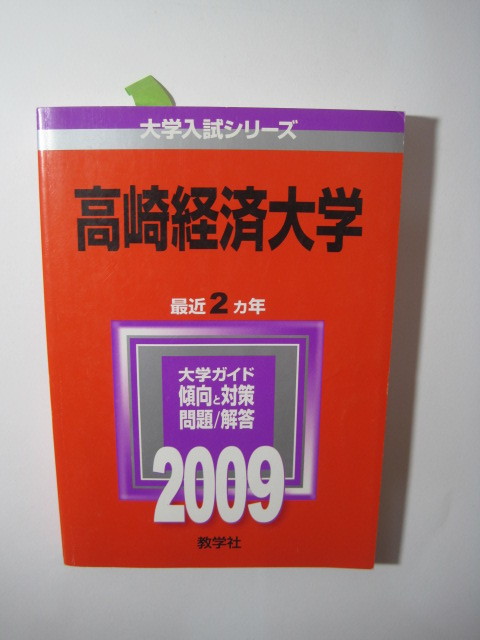 大学入試シリーズ
高崎経済大学
最近2ヵ年
大学ガイド
傾向と対策
問題/解答
2009
教学社